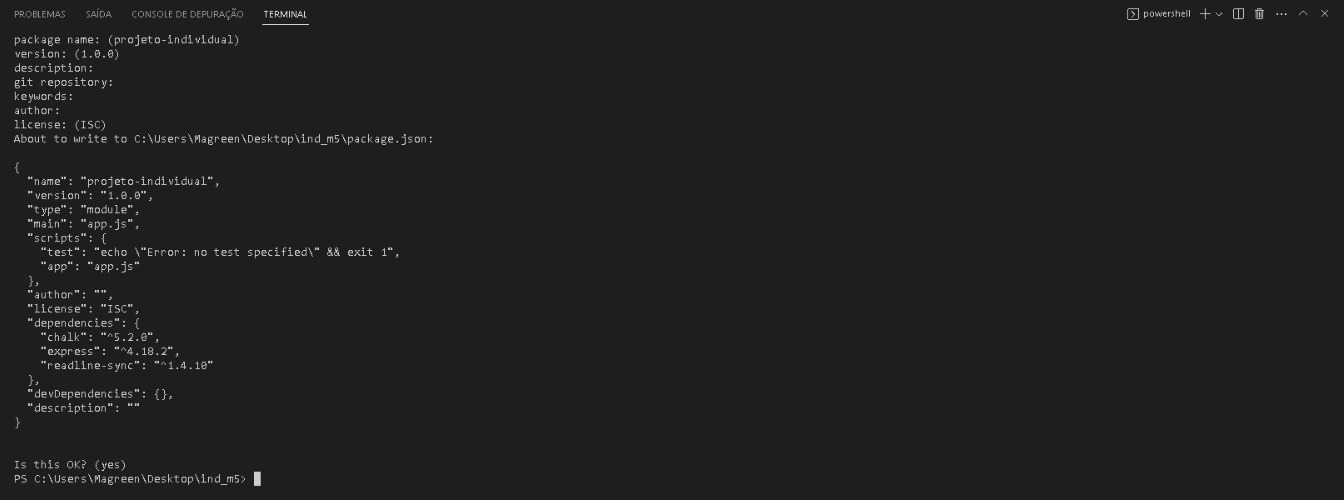 PROBLEMAS SAÍDA CONSOLE DE DEPURAÇÃO TERMINAL powershell
package name: (projeto-individual)
version: (1.0.0)
description:
git repository:
keywords:
author:
license: (ISC)
About to write to C:\Users\Magreen\Desktop\ind_m5\package.json:

{
  "name": "projeto-individual",
  "version": "1.0.0",
  "type": "module",
  "main": "app.js",
  "scripts": {
    "test": "echo \"Error: no test specified\" && exit 1",
    "app": "app.js"
  },
  "author": "",
  "license": "ISC",
  "dependencies": {
    "chalk": "^5.2.0",
    "express": "^4.18.2",
    "readline-sync": "^1.4.10"
  },
  "devDependencies": {},
  "description": ""
}

Is this OK? (yes)
PS C:\Users\Magreen\Desktop\ind_m5>